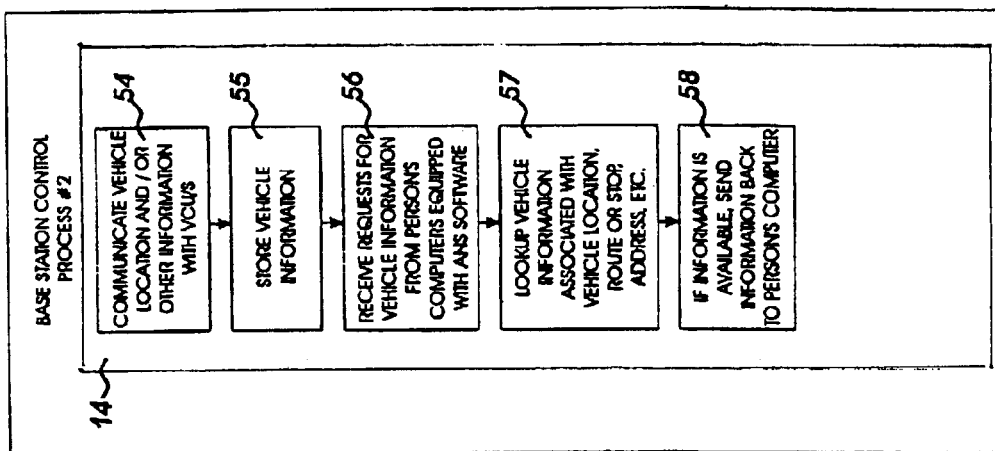 BASE STATION CONTROL
PROCESS #2
14
54
COMMUNICATE VEHICLE
LOCATION AND / OR
OTHER INFORMATION
WITH VCU/S
55
STORE VEHICLE
INFORMATION
56
RECEIVE REQUESTS FOR
VEHICLE INFORMATION
FROM PERSON'S
COMPUTERS EQUIPPED
WITH ANS SOFTWARE
57
LOOKUP VEHICLE
INFORMATION
ASSOCIATED WITH
VEHICLE LOCATION,
ROUTE OR STOP,
ADDRESS, ETC.
58
IF INFORMATION IS
AVAILABLE, SEND
INFORMATION BACK
TO PERSON'S COMPUTER